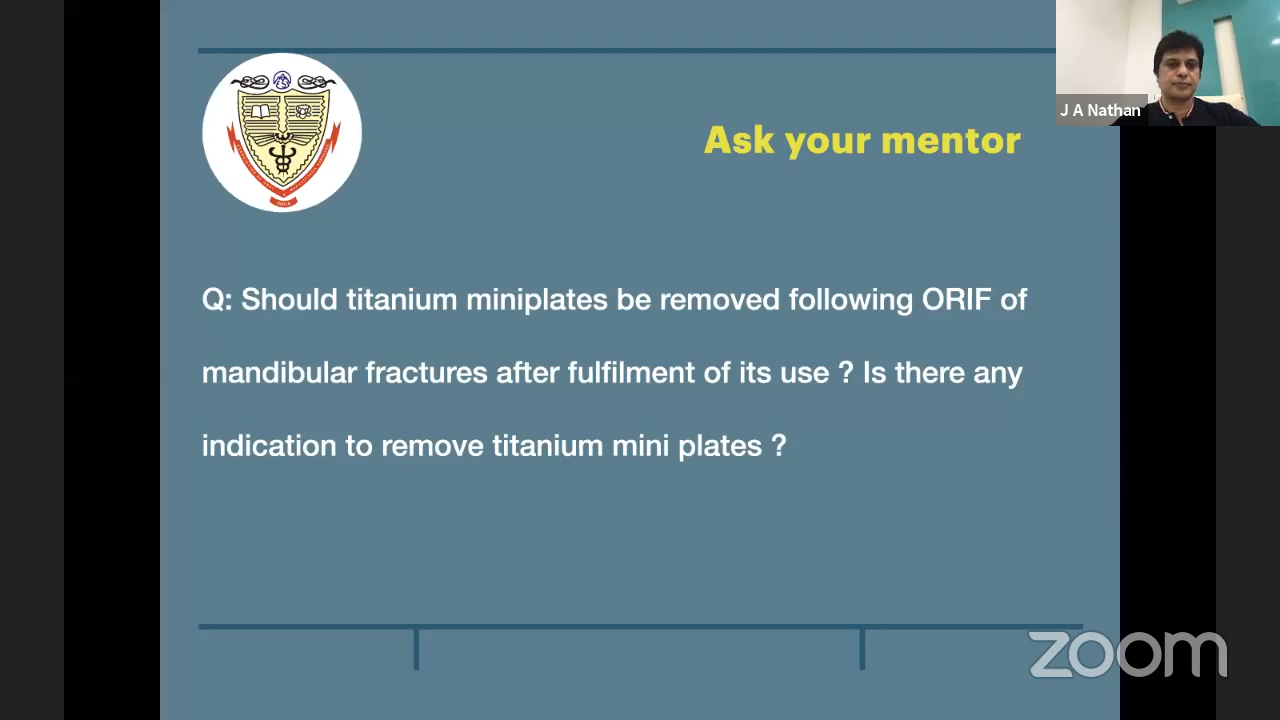 J A Nathan
Ask your mentor
Q: Should titanium miniplates be removed following ORIF of
mandibular fractures after fulfilment of its use ? Is there any
indication to remove titanium mini plates ?
INDIA
zoom